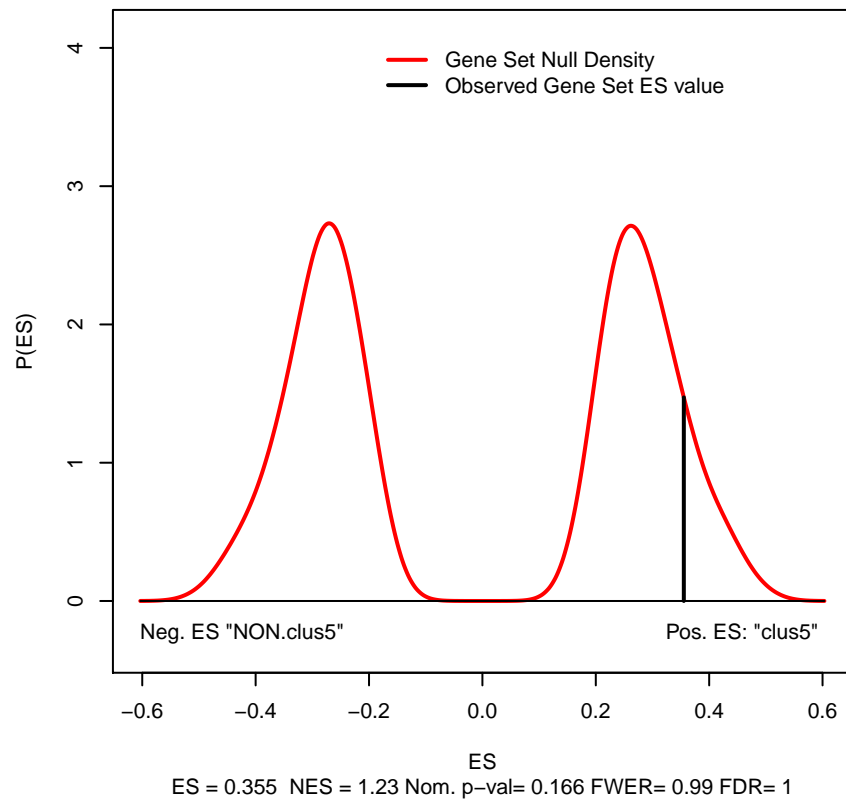 Gene Set Null Density
Observed Gene Set ES value
4
3
2
1
0
P(ES)
Neg. ES "NON.clus5"
Pos. ES: "clus5"
−0.6 −0.4 −0.2 0.0 0.2 0.4 0.6
ES
ES = 0.355 NES = 1.23 Nom. p−val= 0.166 FWER= 0.99 FDR= 1